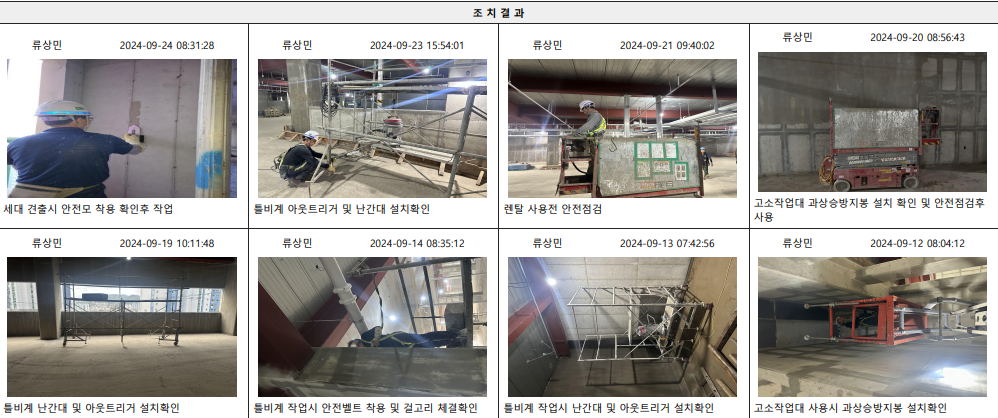 조치결과
류상민 2024-09-24 08:31:28
류상민 2024-09-23 15:54:01
류상민 2024-09-21 09:40:02
류상민 2024-09-20 08:56:43
세대 견출시 안전모 착용 확인후 작업
틀비계 아웃트리거 및 난간대 설치확인
렌탈 사용전 안전점검
고소작업대 과상승방지봉 설치 확인 및 안전점검후
사용
류상민 2024-09-19 10:11:48
류상민 2024-09-14 08:35:12
류상민 2024-09-13 07:42:56
류상민 2024-09-12 08:04:12
틀비계 난간대 및 아웃트리거 설치확인
틀비계 작업시 안전벨트 착용 및 걸고리 체결확인
틀비계 작업시 난간대 및 아웃트리거 설치확인
고소작업대 사용시 과상승방지봉 설치확인